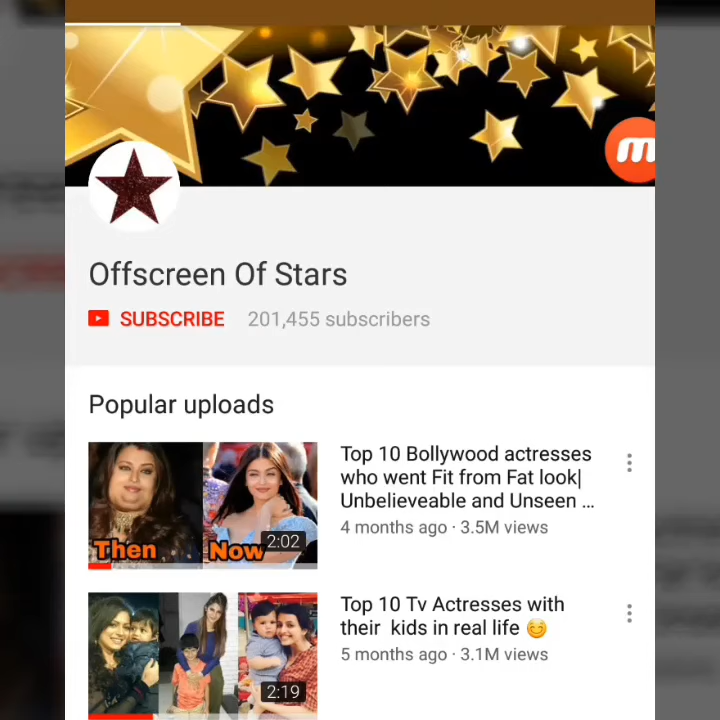 m
Offscreen Of Stars
SUBSCRIBE 201,455 subscribers
Popular uploads
Then
Now
2:02
Top 10 Bollywood actresses
who went Fit from Fat look|
Unbelieveable and Unseen ...
4 months ago · 3.5M views
2:19
Top 10 Tv Actresses with
their kids in real life 😊
5 months ago · 3.1M views